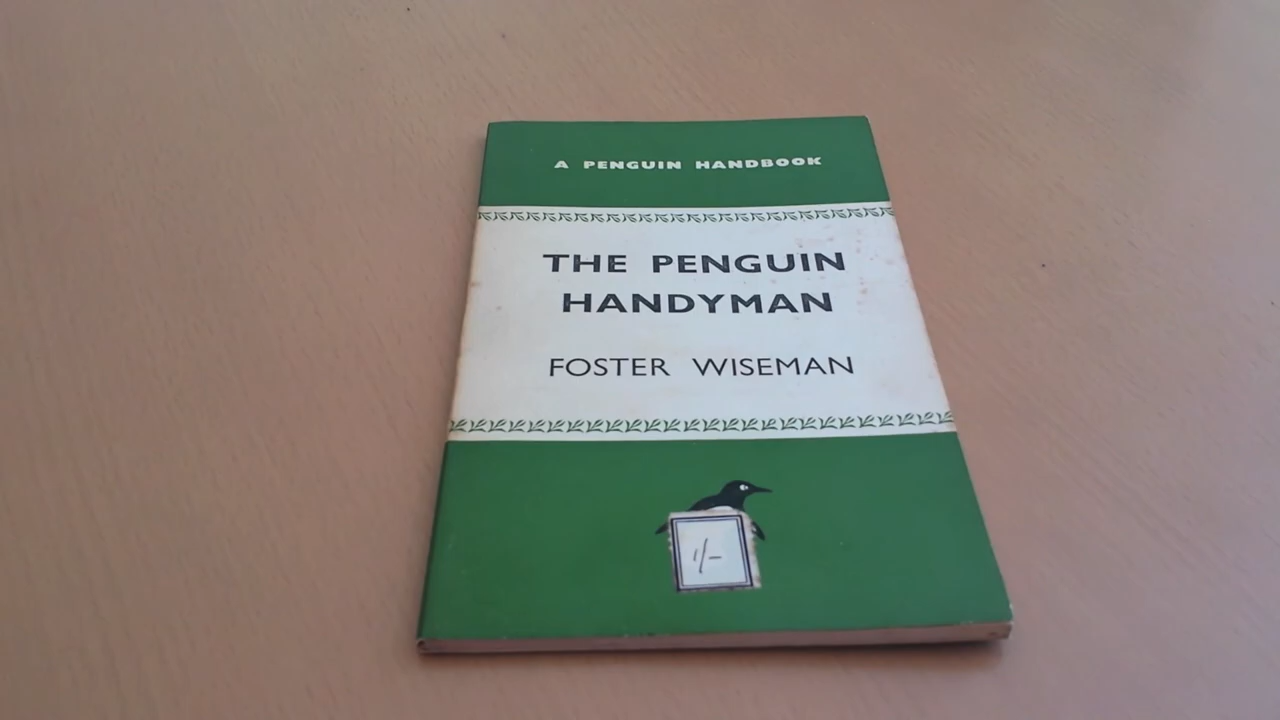 A PENGUIN HANDBOOK
THE PENGUIN
HANDYMAN
FOSTER WISEMAN
1/-